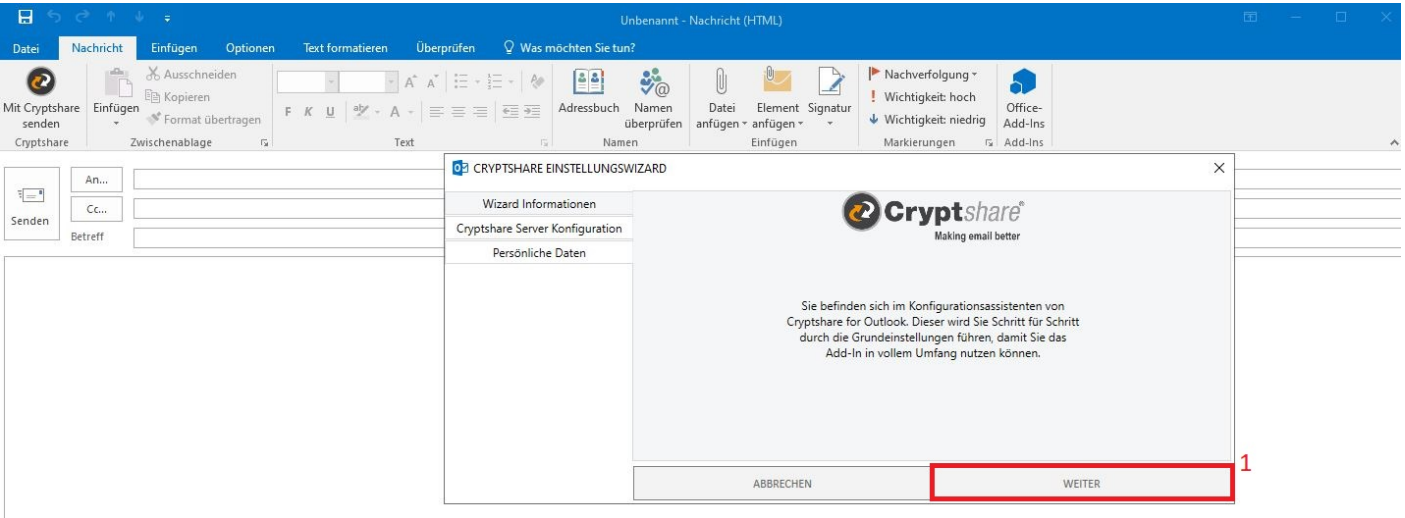 Unbenannt - Nachricht (HTML)
Datei Nachricht Einfügen Optionen Text formatieren Überprüfen Was möchten Sie tun?
Mit Cryptshare senden
Cryptshare
Einfügen
Ausschneiden
Kopieren
Format übertragen
Zwischenablage
F K U
Text
Adressbuch
Namen überprüfen
Namen
Datei anfügen
Element anfügen
Signatur
Einfügen
Nachverfolgung
Wichtigkeit: hoch
Wichtigkeit: niedrig
Markierungen
Office-Add-Ins
Add-Ins
Senden
An...
Cc...
Betreff
CRYPTSHARE EINSTELLUNGSWIZARD
Wizard Informationen
Cryptshare Server Konfiguration
Persönliche Daten
Cryptshare®
Making email better
Sie befinden sich im Konfigurationsassistenten von
Cryptshare for Outlook. Dieser wird Sie Schritt für Schritt
durch die Grundeinstellungen führen, damit Sie das
Add-In in vollem Umfang nutzen können.
ABBRECHEN
WEITER
1